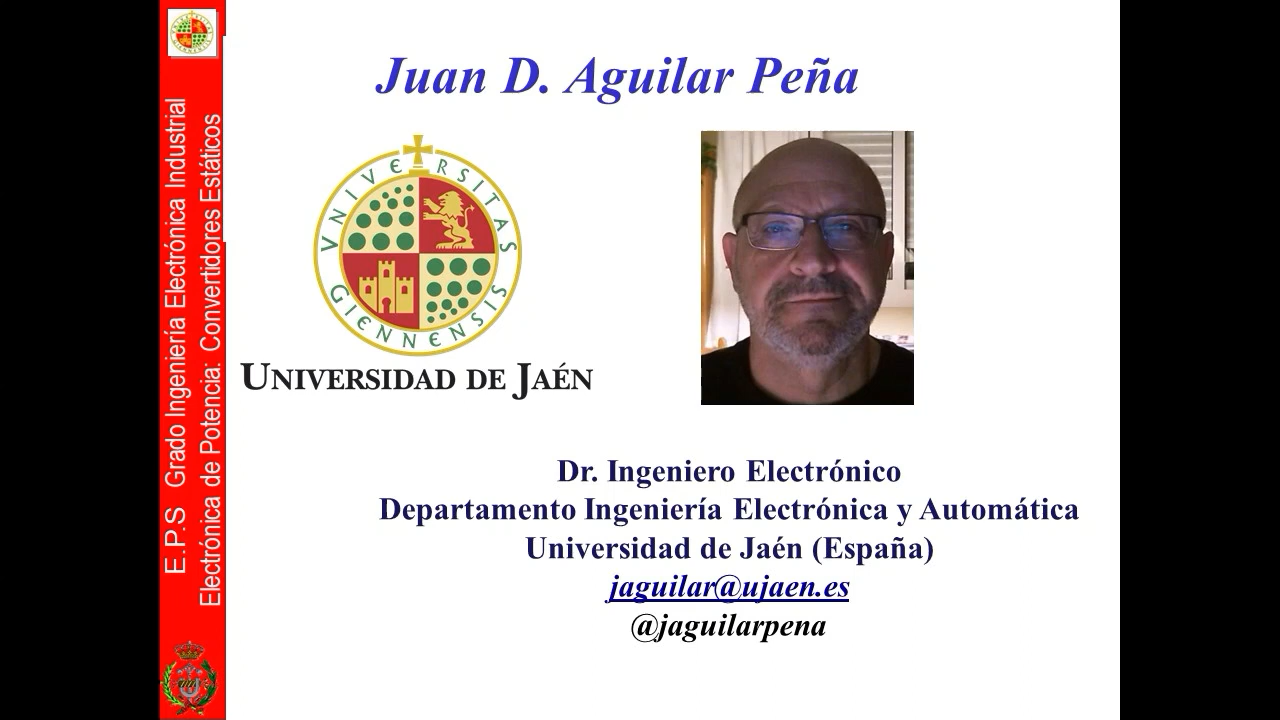 E.P.S Grado Ingeniería Electrónica Industrial
Electrónica de Potencia: Convertidores Estáticos
Juan D. Aguilar Peña
VNIVERSITAS
GIENNENSIS
UNIVERSIDAD DE JAÉN
Dr. Ingeniero Electrónico
Departamento Ingeniería Electrónica y Automática
Universidad de Jaén (España)
jaguilar@ujaen.es
@jaguilarpena